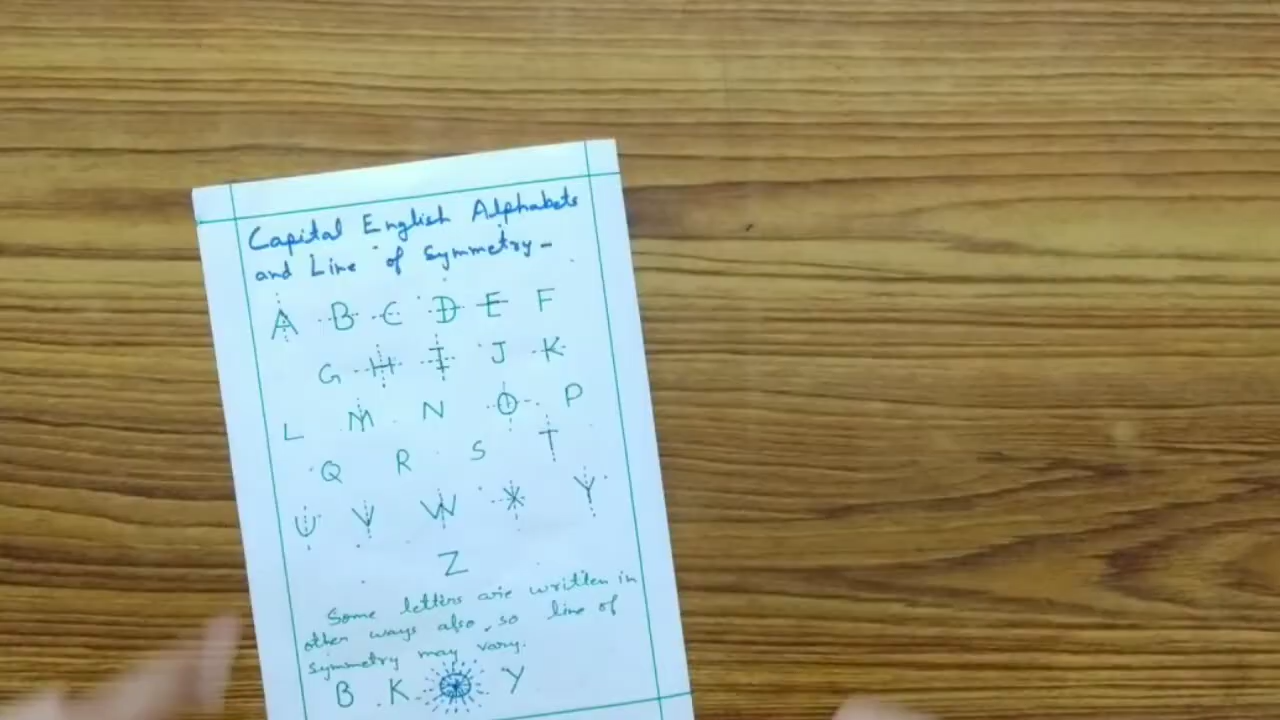 Capital English Alphabets
and Line of Symmetry-
A B C D E F
G H I J K
L M N O P
Q R S T
U V W X Y
Z
Some letters are written in
other ways also, so line of
symmetry may vary.
B K Y